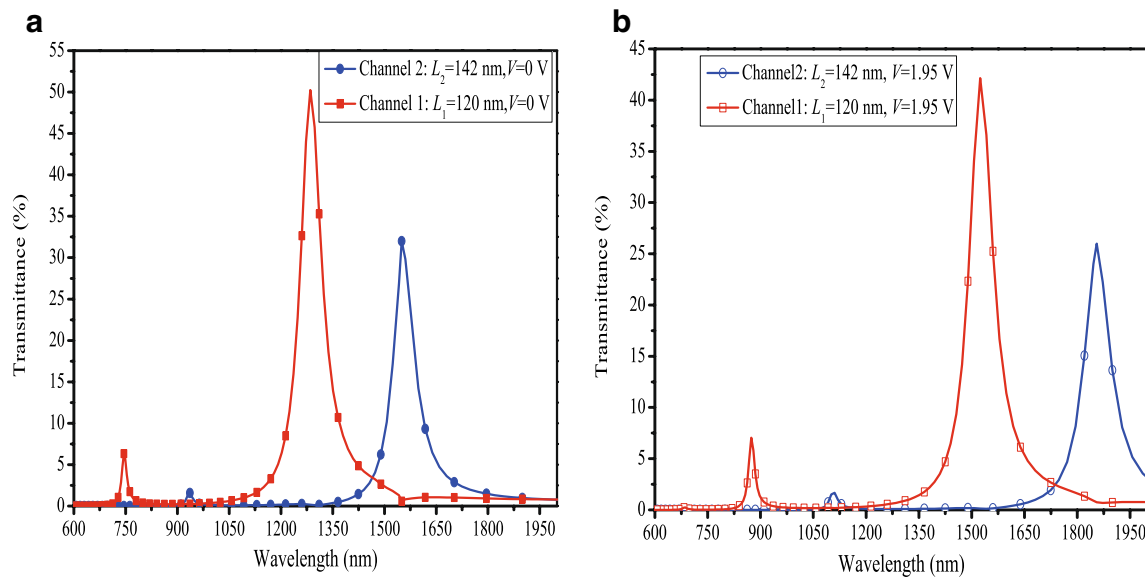 a
55
50
45
40
35
30
25
20
15
10
5
0
Transmittance (%)
Channel 2: L2=142 nm,V=0 V
Channel 1: L1=120 nm,V=0 V
600 750 900 1050 1200 1350 1500 1650 1800 1950
Wavelength (nm)
b
45
40
35
30
25
20
15
10
5
0
Transmittance (%)
Channel2: L2=142 nm, V=1.95 V
Channel1: L1=120 nm, V=1.95 V
600 750 900 1050 1200 1350 1500 1650 1800 1950
Wavelength (nm)